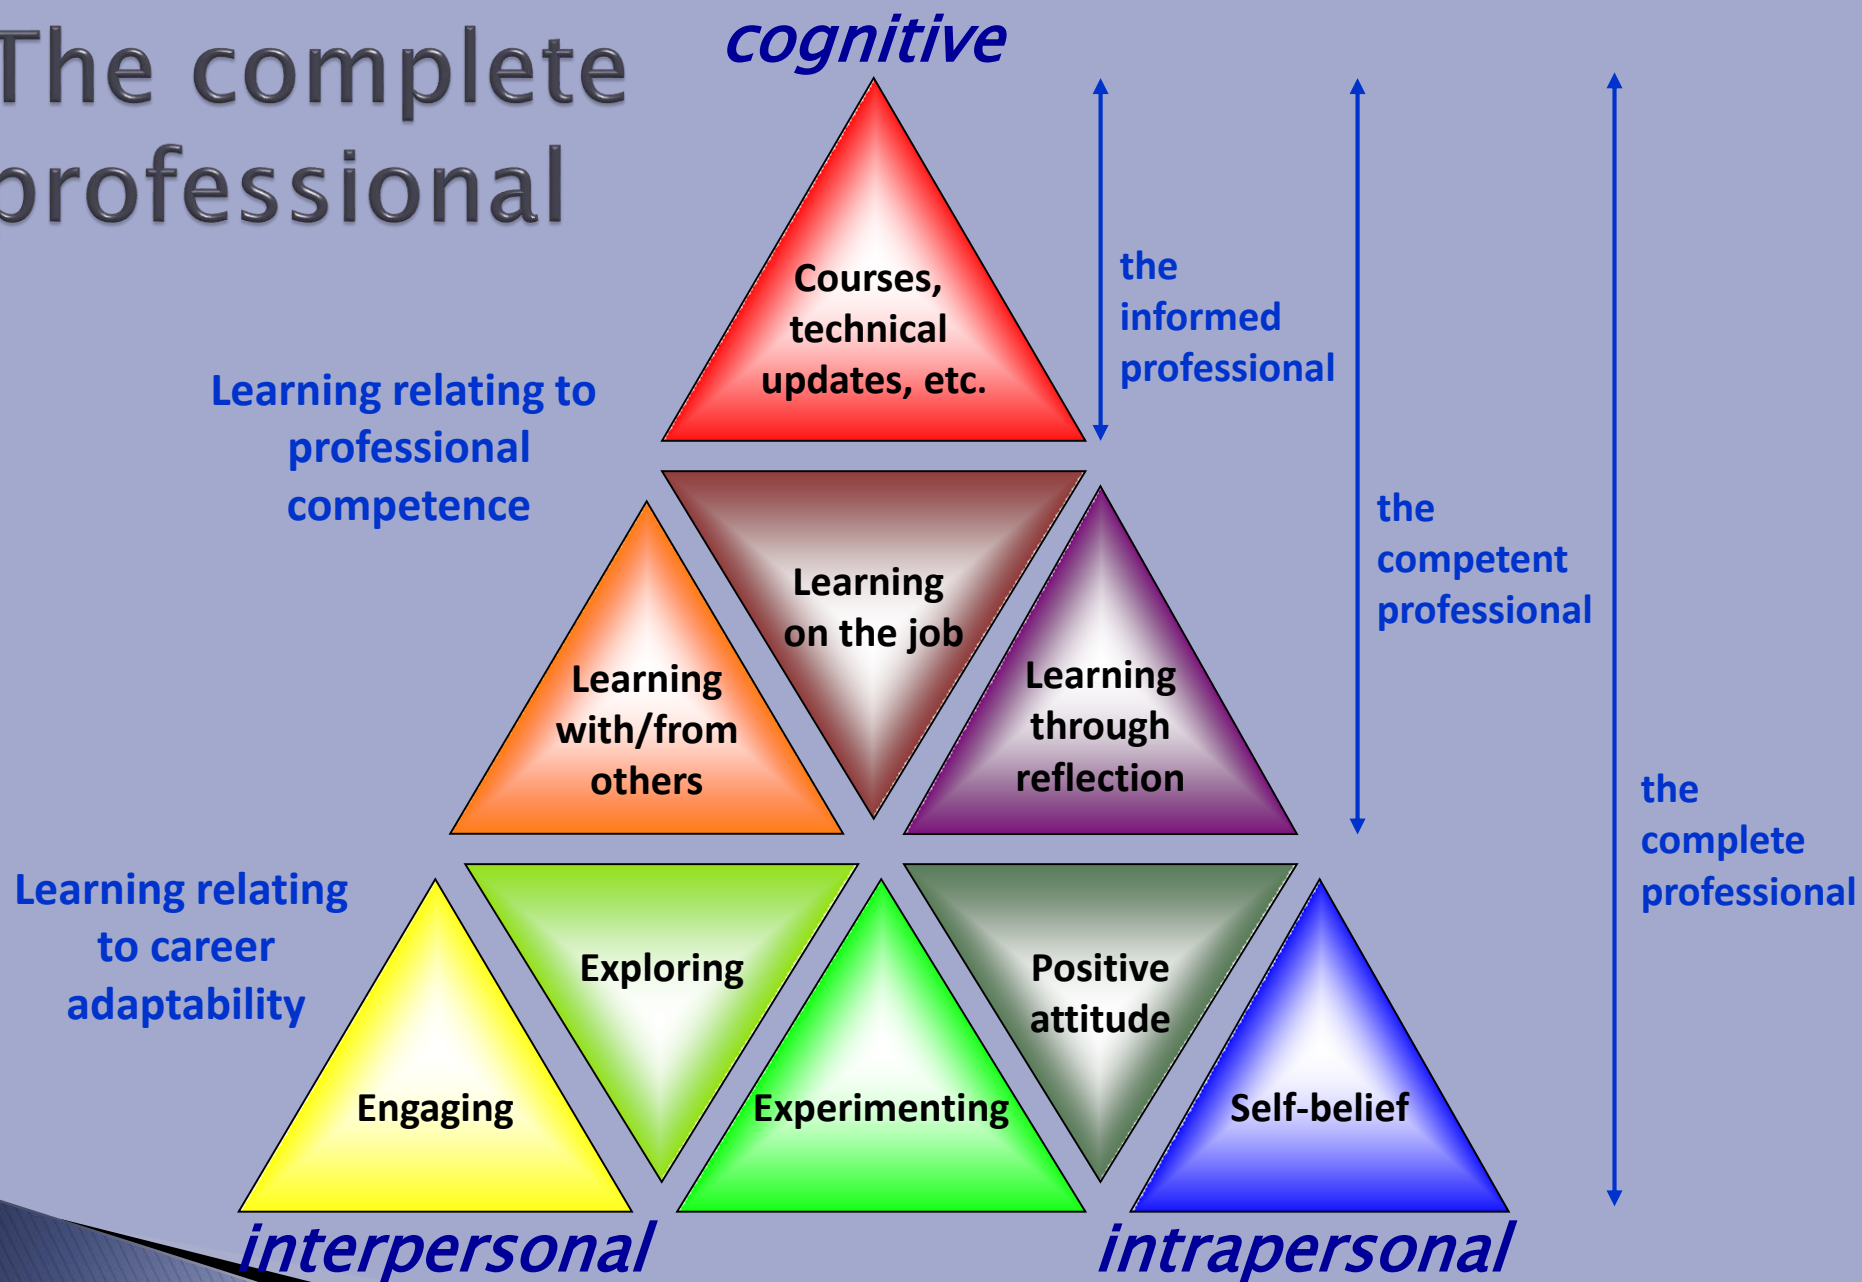 The complete
professional
cognitive
Courses,
technical
updates, etc.
the
informed
professional
Learning relating to
professional
competence
Learning
on the job
the
competent
professional
Learning
with/from
others
Learning
through
reflection
the
complete
professional
Learning relating
to career
adaptability
Exploring
Positive
attitude
Engaging
Experimenting
Self-belief
interpersonal
intrapersonal